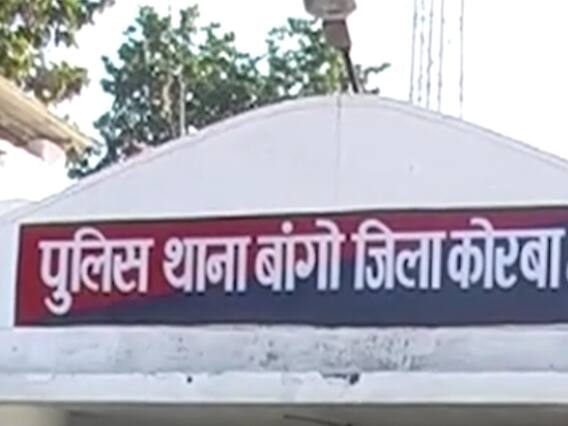 पुलिस थाना बांगो जिला कोरबा